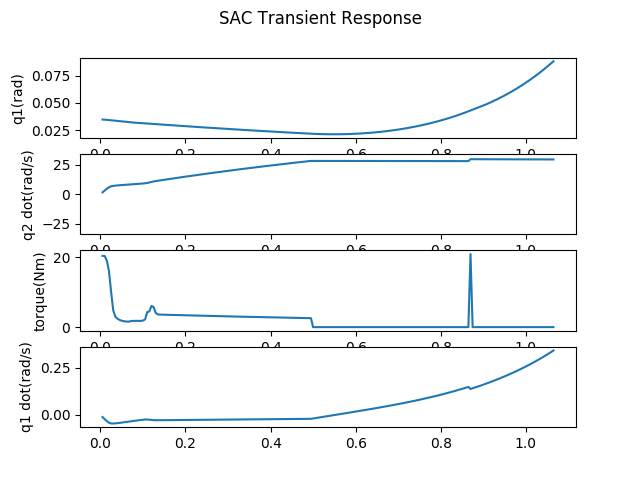 SAC Transient Response
0.075
0.050
0.025
q1(rad)
0.0 0.2 0.4 0.6 0.8 1.0
25
0
−25
q2 dot(rad/s)
0.0 0.2 0.4 0.6 0.8 1.0
20
0
torque(Nm)
0.0 0.2 0.4 0.6 0.8 1.0
0.25
0.00
q1 dot(rad/s)
0.0 0.2 0.4 0.6 0.8 1.0